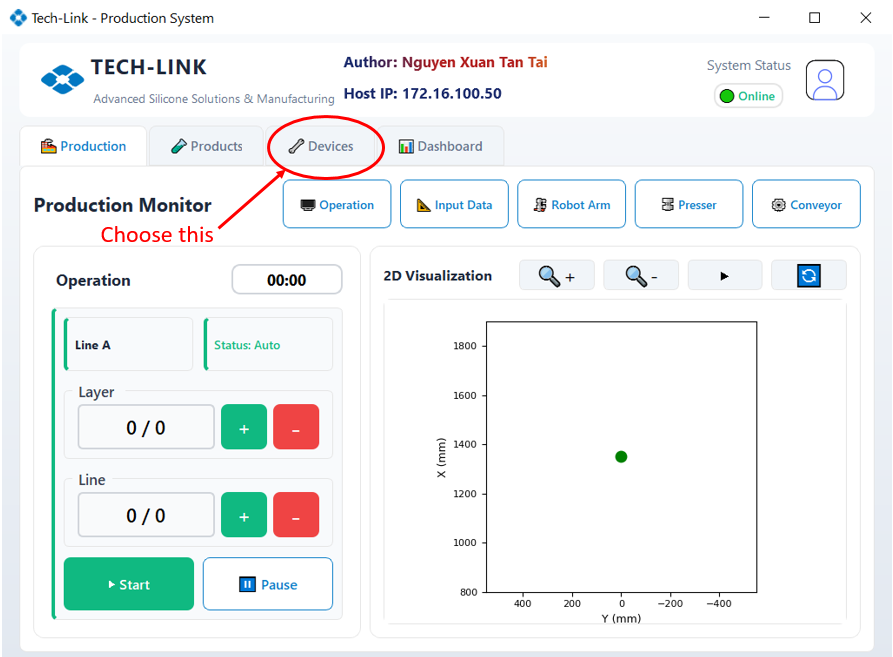 Tech-Link - Production System
TECH-LINK
Advanced Silicone Solutions & Manufacturing
Author: Nguyen Xuan Tan Tai
Host IP: 172.16.100.50
System Status
Online
Production
Products
Devices
Dashboard
Production Monitor
Choose this
Operation
Input Data
Robot Arm
Presser
Conveyor
Operation
00:00
Line A
Status: Auto
Layer
0 / 0
+
–
Line
0 / 0
+
–
Start
Pause
2D Visualization
+
-
1800
1600
1400
1200
1000
800
X (mm)
400
200
0
−200
−400
Y (mm)